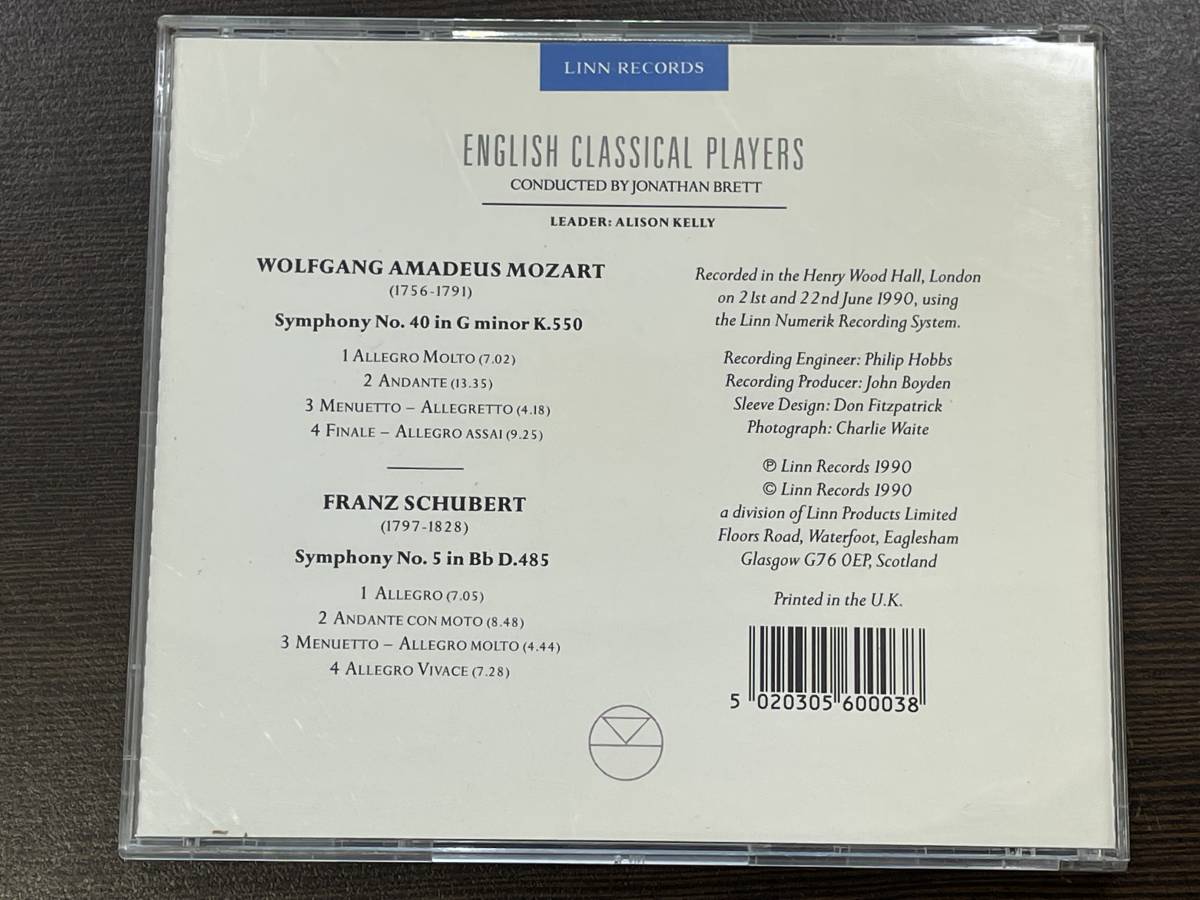 LINN RECORDS
ENGLISH CLASSICAL PLAYERS
CONDUCTED BY JONATHAN BRETT
LEADER: ALISON KELLY
WOLFGANG AMADEUS MOZART
(1756-1791)
Symphony No. 40 in G minor K.550
1 ALLEGRO MOLTO (7.02)
2 ANDANTE (13.35)
3 MENUETTO – ALLEGRETTO (4.18)
4 FINALE – ALLEGRO ASSAI (9.25)
FRANZ SCHUBERT
(1797-1828)
Symphony No. 5 in Bb D.485
1 ALLEGRO (7.05)
2 ANDANTE CON MOTO (8.48)
3 MENUETTO – ALLEGRO MOLTO (4.44)
4 ALLEGRO VIVACE (7.28)
Recorded in the Henry Wood Hall, London
on 21st and 22nd June 1990, using
the Linn Numerik Recording System.
Recording Engineer: Philip Hobbs
Recording Producer: John Boyden
Sleeve Design: Don Fitzpatrick
Photograph: Charlie Waite
℗ Linn Records 1990
© Linn Records 1990
a division of Linn Products Limited
Floors Road, Waterfoot, Eaglesham
Glasgow G76 0EP, Scotland
Printed in the U.K.
5 020305 600038